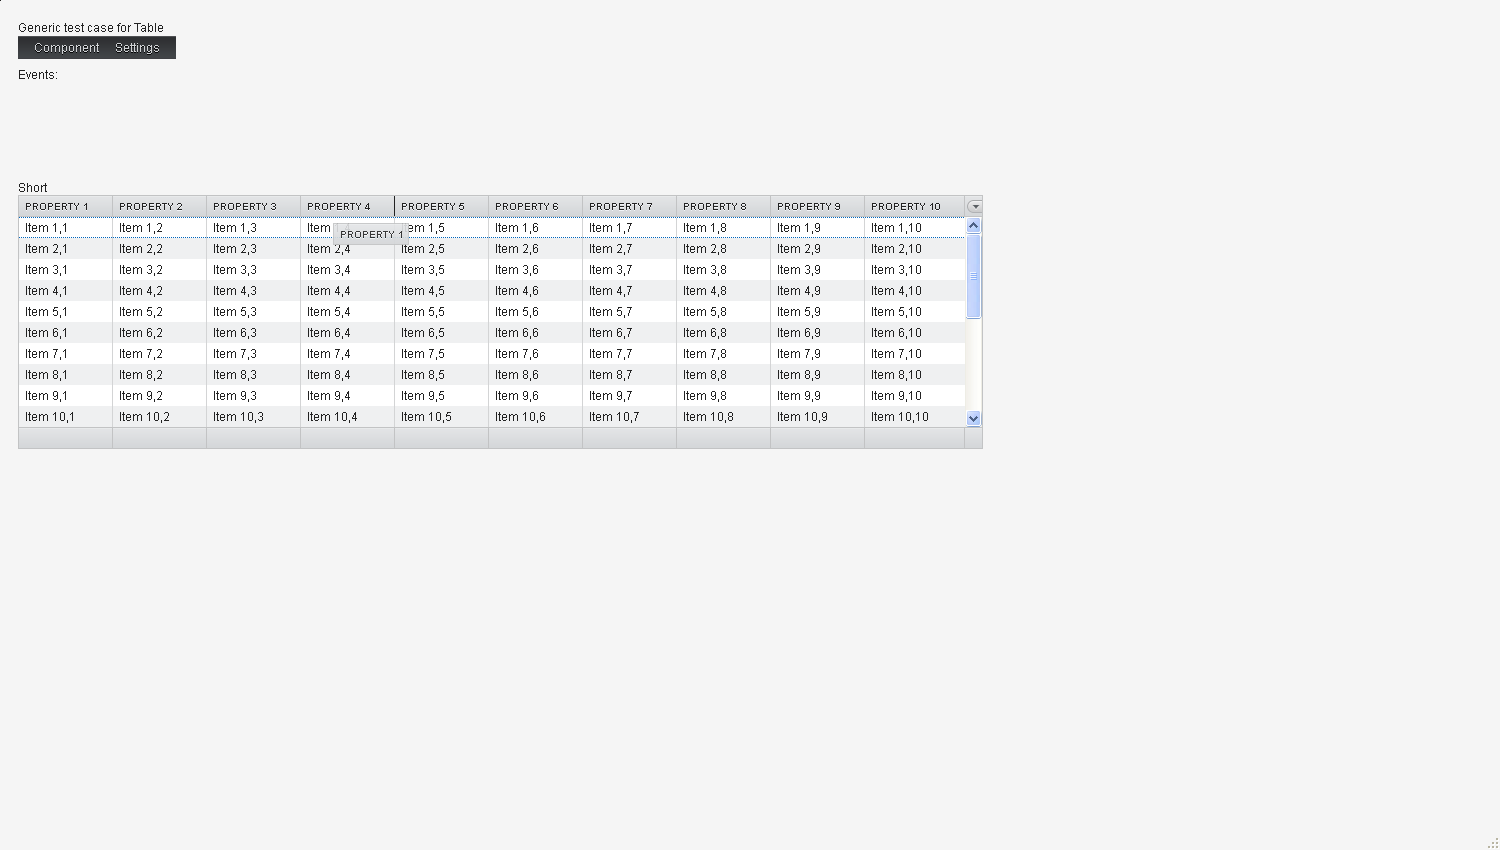 Generic test case for Table
Component Settings
Events:
Short
PROPERTY 1 PROPERTY 2 PROPERTY 3 PROPERTY 4 PROPERTY 5 PROPERTY 6 PROPERTY 7 PROPERTY 8 PROPERTY 9 PROPERTY 10
Item 1,1 Item 1,2 Item 1,3 Item em 1,5 Item 1,6 Item 1,7 Item 1,8 Item 1,9 Item 1,10
PROPERTY 1
Item 2,1 Item 2,2 Item 2,3 Item 2,4 Item 2,5 Item 2,6 Item 2,7 Item 2,8 Item 2,9 Item 2,10
Item 3,1 Item 3,2 Item 3,3 Item 3,4 Item 3,5 Item 3,6 Item 3,7 Item 3,8 Item 3,9 Item 3,10
Item 4,1 Item 4,2 Item 4,3 Item 4,4 Item 4,5 Item 4,6 Item 4,7 Item 4,8 Item 4,9 Item 4,10
Item 5,1 Item 5,2 Item 5,3 Item 5,4 Item 5,5 Item 5,6 Item 5,7 Item 5,8 Item 5,9 Item 5,10
Item 6,1 Item 6,2 Item 6,3 Item 6,4 Item 6,5 Item 6,6 Item 6,7 Item 6,8 Item 6,9 Item 6,10
Item 7,1 Item 7,2 Item 7,3 Item 7,4 Item 7,5 Item 7,6 Item 7,7 Item 7,8 Item 7,9 Item 7,10
Item 8,1 Item 8,2 Item 8,3 Item 8,4 Item 8,5 Item 8,6 Item 8,7 Item 8,8 Item 8,9 Item 8,10
Item 9,1 Item 9,2 Item 9,3 Item 9,4 Item 9,5 Item 9,6 Item 9,7 Item 9,8 Item 9,9 Item 9,10
Item 10,1 Item 10,2 Item 10,3 Item 10,4 Item 10,5 Item 10,6 Item 10,7 Item 10,8 Item 10,9 Item 10,10